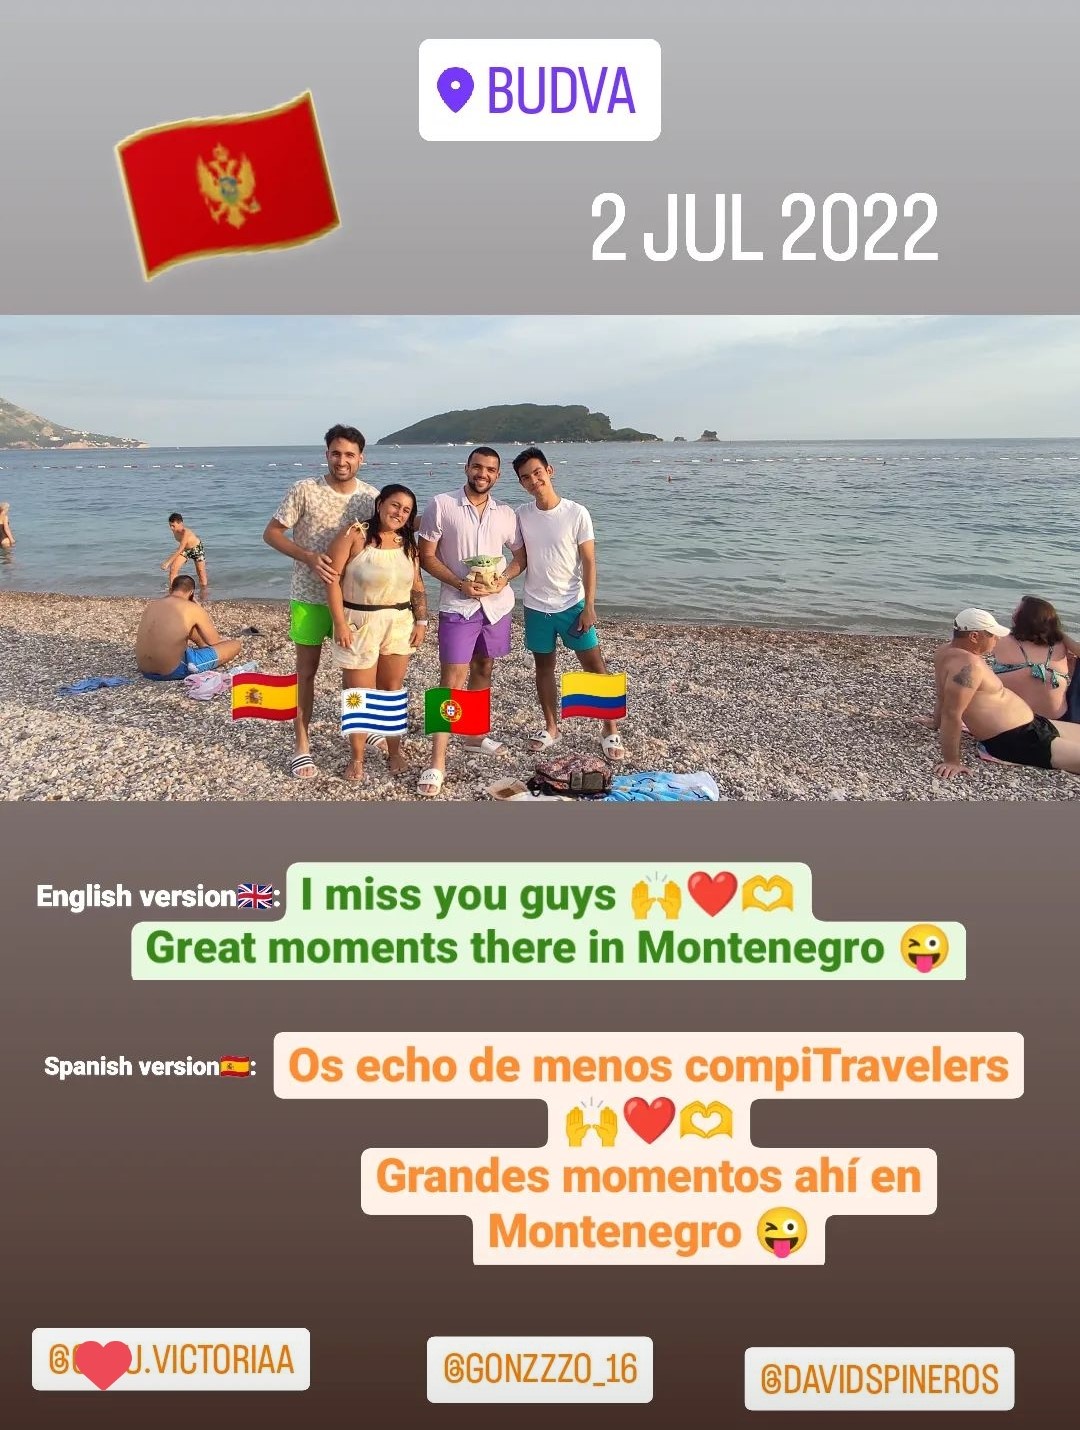 BUDVA
2 JUL 2022
English version: I miss you guys
Great moments there in Montenegro
Spanish version: Os echo de menos compiTravelers
Grandes momentos ahí en
Montenegro
@GONZZZO_16
@DAVIDSPINEROS